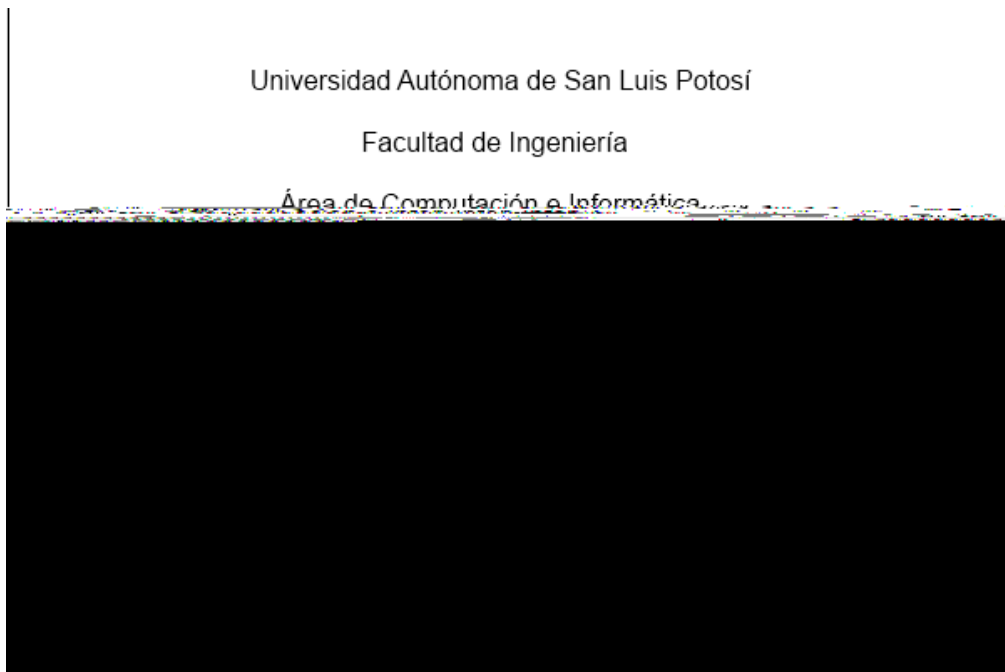 Universidad Autónoma de San Luis Potosí
Facultad de Ingeniería
Área de Computación e Informática